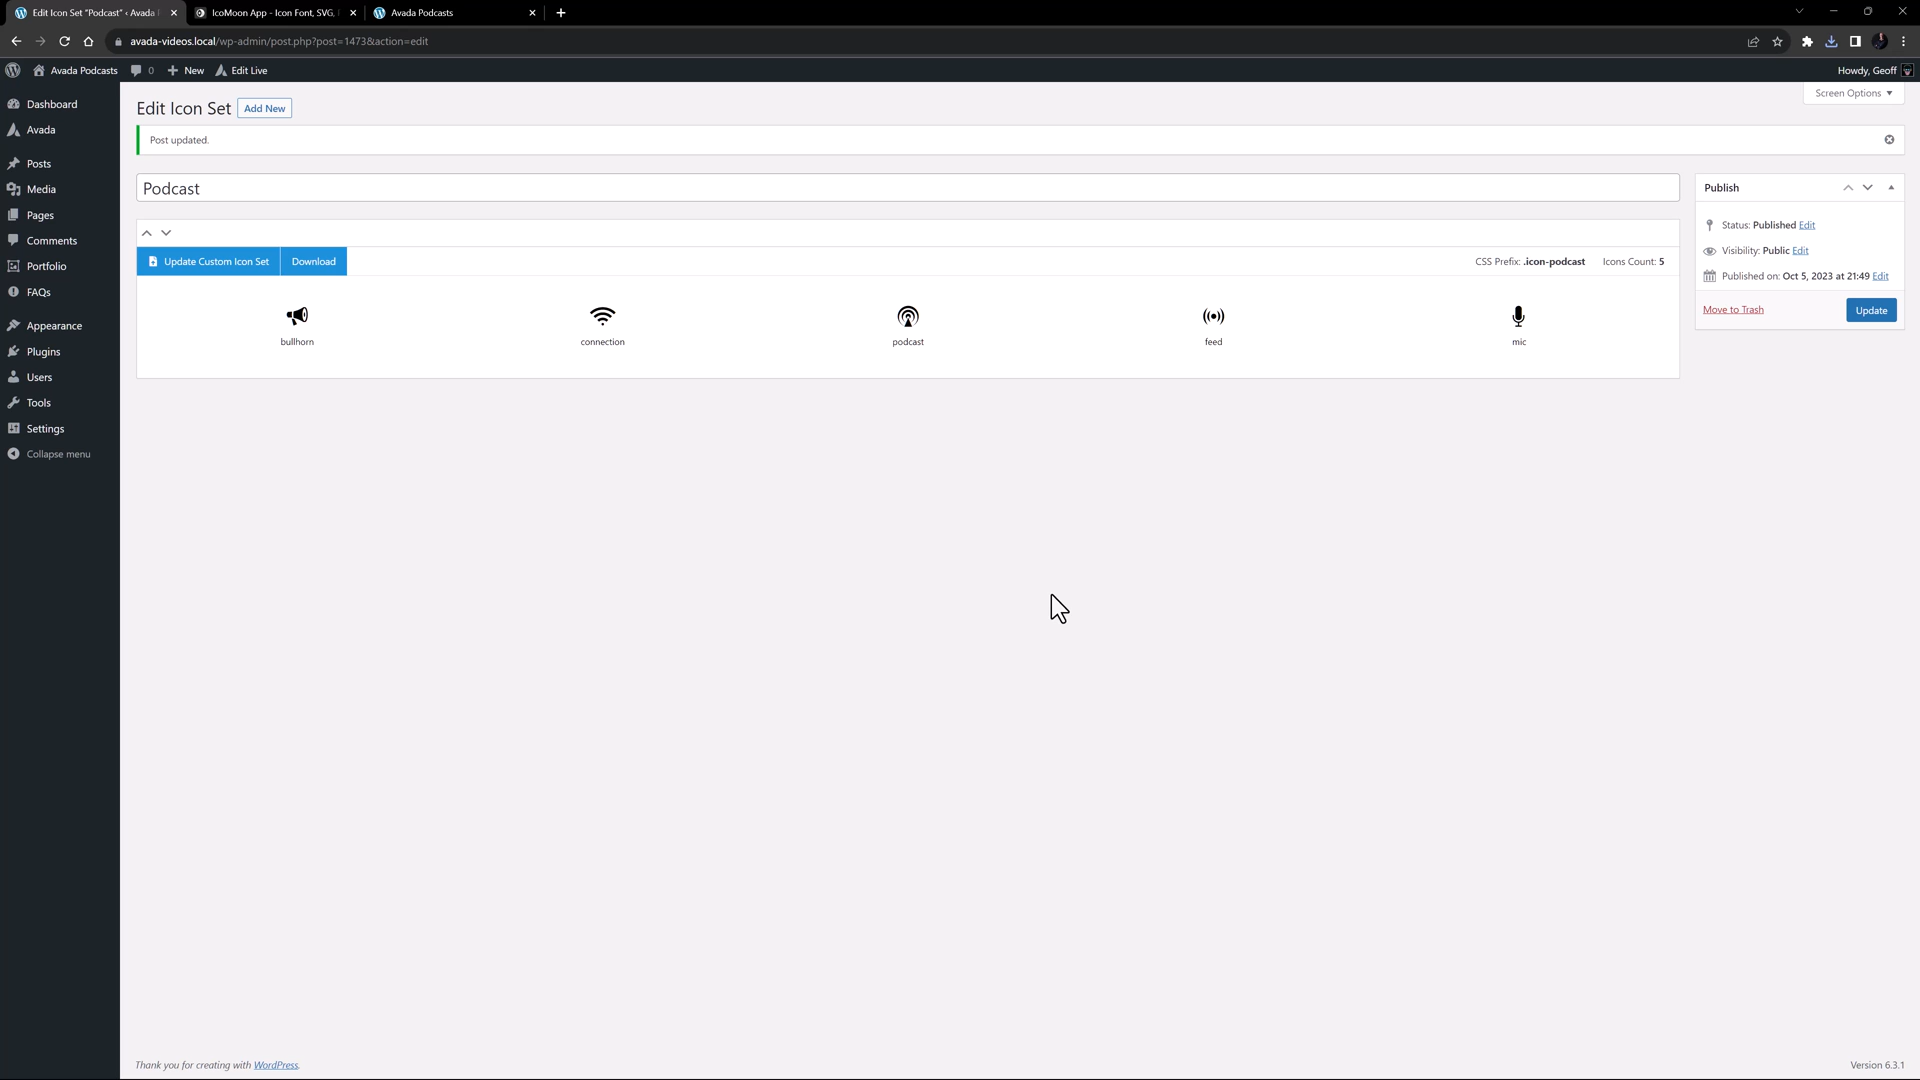 Edit Icon Set "Podcast" ‹ Avada
IcoMoon App - Icon Font, SVG,
Avada Podcasts
avada-videos.local/wp-admin/post.php?post=1473&action=edit
Avada Podcasts
0
New
Edit Live
Howdy, Geoff
Screen Options
Dashboard
Avada
Posts
Media
Pages
Comments
Portfolio
FAQs
Appearance
Plugins
Users
Tools
Settings
Collapse menu
Edit Icon Set
Add New
Post updated.
Podcast
Update Custom Icon Set
Download
CSS Prefix: .icon-podcast
Icons Count: 5
bullhorn
connection
podcast
feed
mic
Publish
Status: Published Edit
Visibility: Public Edit
Published on: Oct 5, 2023 at 21:49 Edit
Move to Trash
Update
Thank you for creating with WordPress.
Version 6.3.1